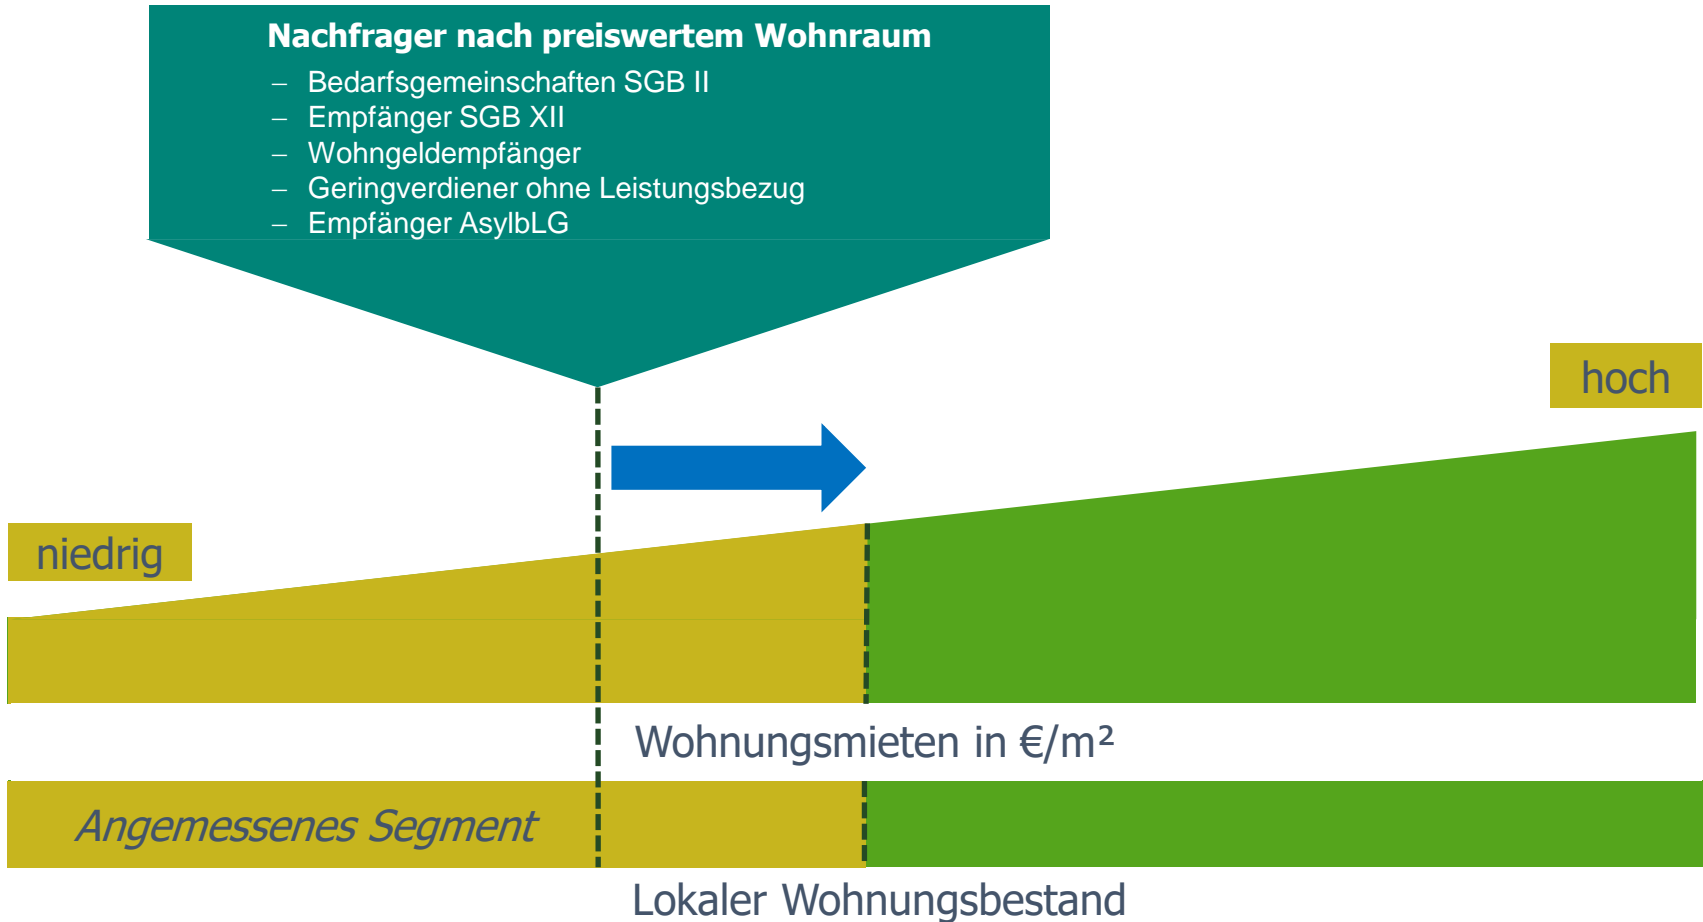 Nachfrager nach preiswertem Wohnraum
– Bedarfsgemeinschaften SGB II
– Empfänger SGB XII
– Wohngeldempfänger
– Geringverdiener ohne Leistungsbezug
– Empfänger AsylbLG
hoch
niedrig
Wohnungsmieten in €/m²
Angemessenes Segment
Lokaler Wohnungsbestand